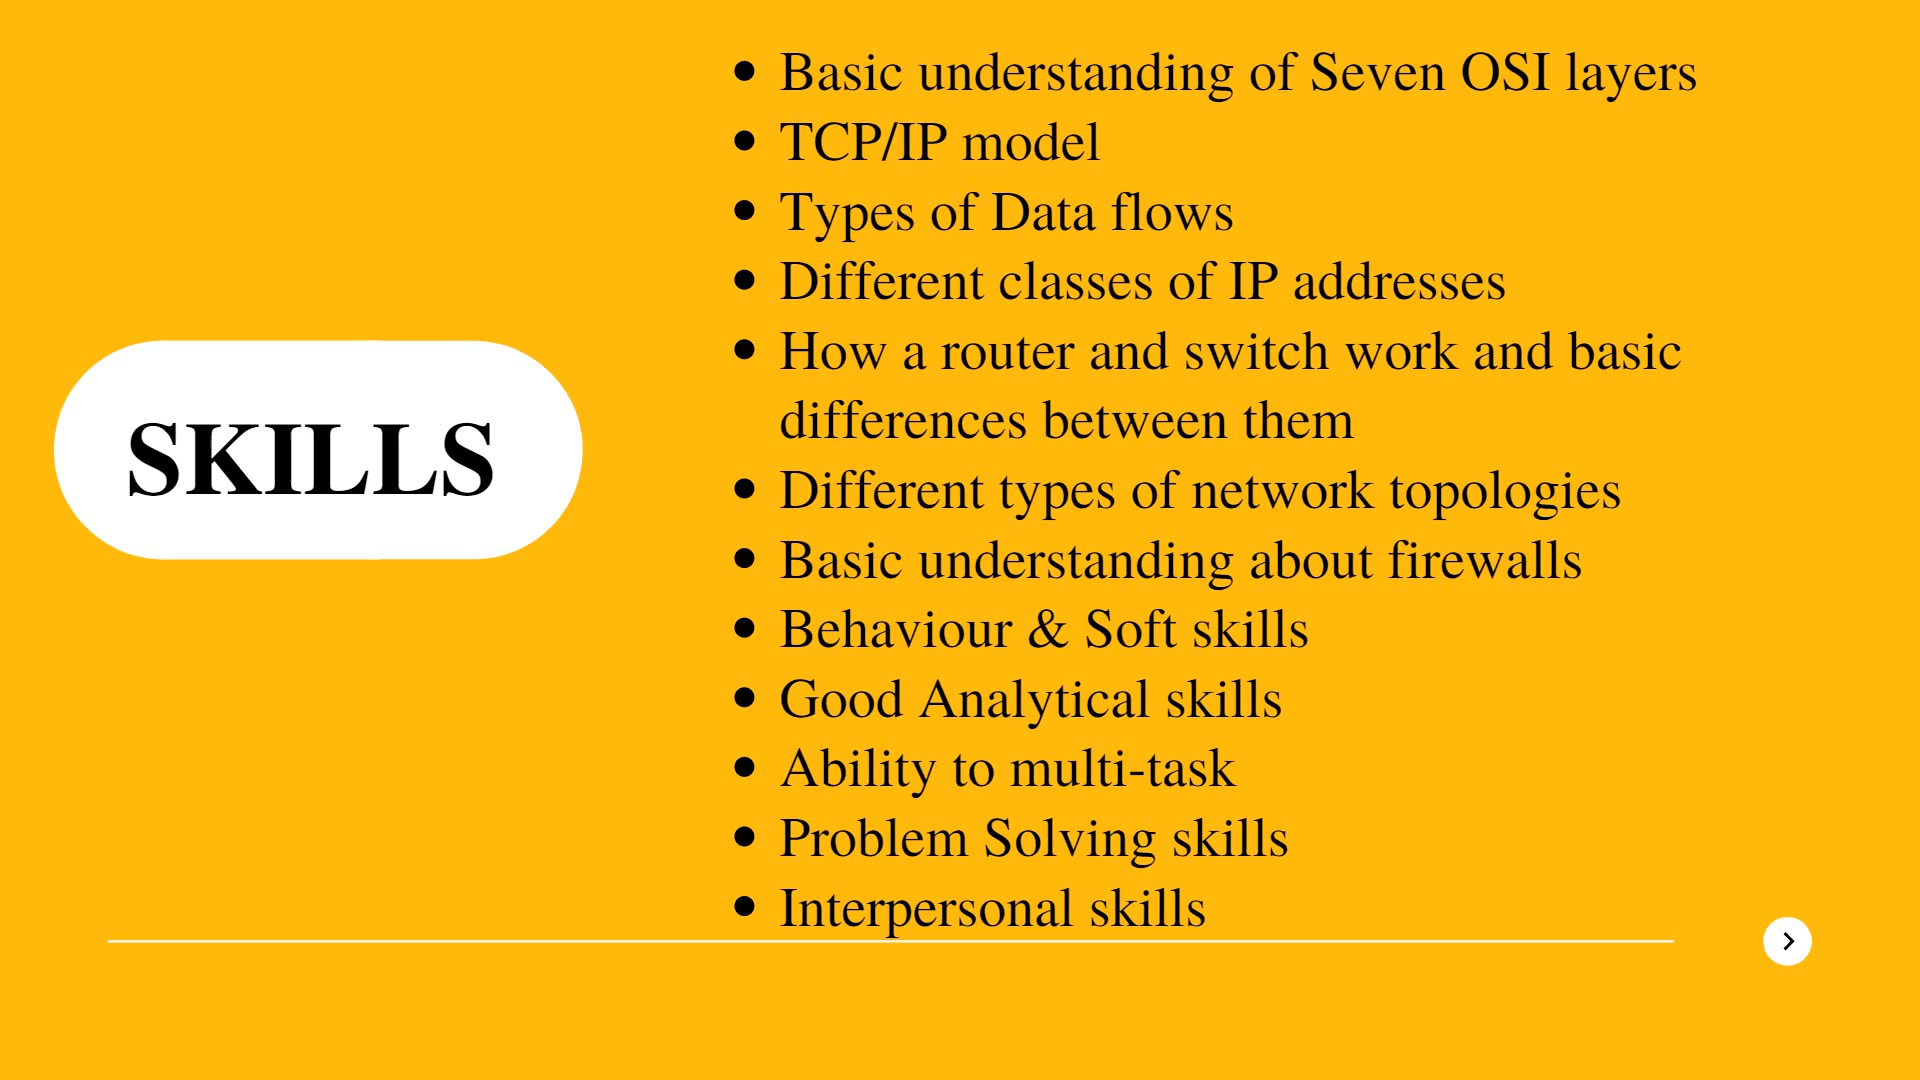 SKILLS
• Basic understanding of Seven OSI layers
• TCP/IP model
• Types of Data flows
• Different classes of IP addresses
• How a router and switch work and basic
differences between them
• Different types of network topologies
• Basic understanding about firewalls
• Behaviour & Soft skills
• Good Analytical skills
• Ability to multi-task
• Problem Solving skills
• Interpersonal skills